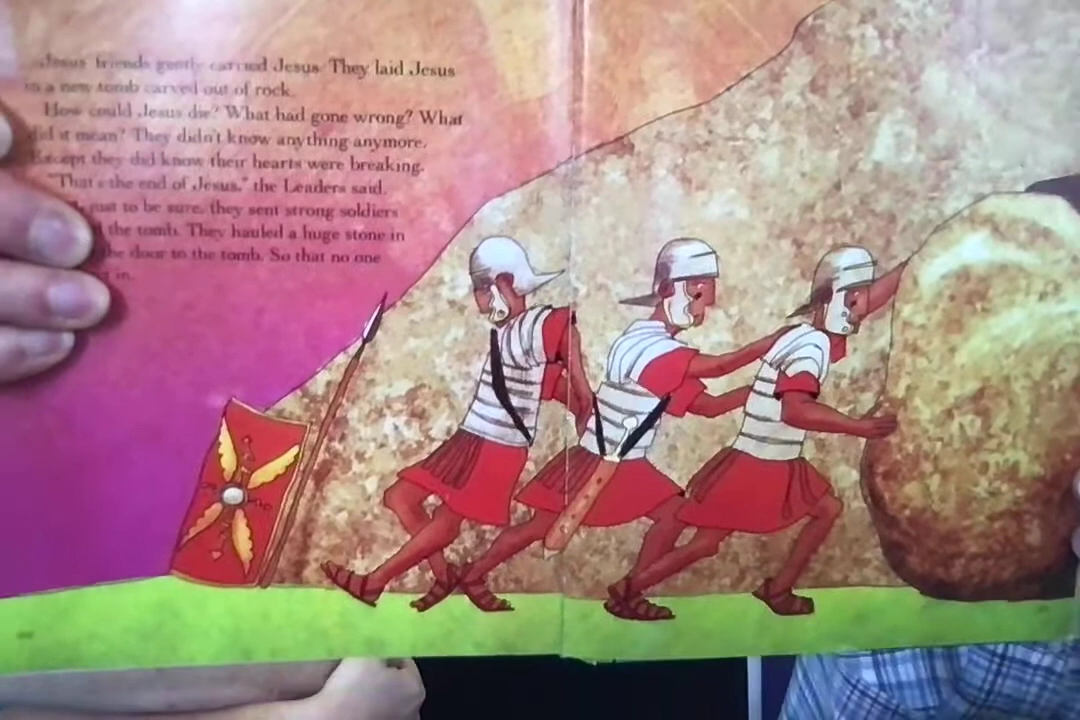 Jesus' friends gently carried Jesus. They laid Jesus
in a new tomb carved out of rock.
How could Jesus die? What had gone wrong? What
did it mean? They didn't know anything anymore.
Except they did know their hearts were breaking.
"That's the end of Jesus," the Leaders said.
just to be sure, they sent strong soldiers
the tomb. They hauled a huge stone in
the door to the tomb. So that no one
in.